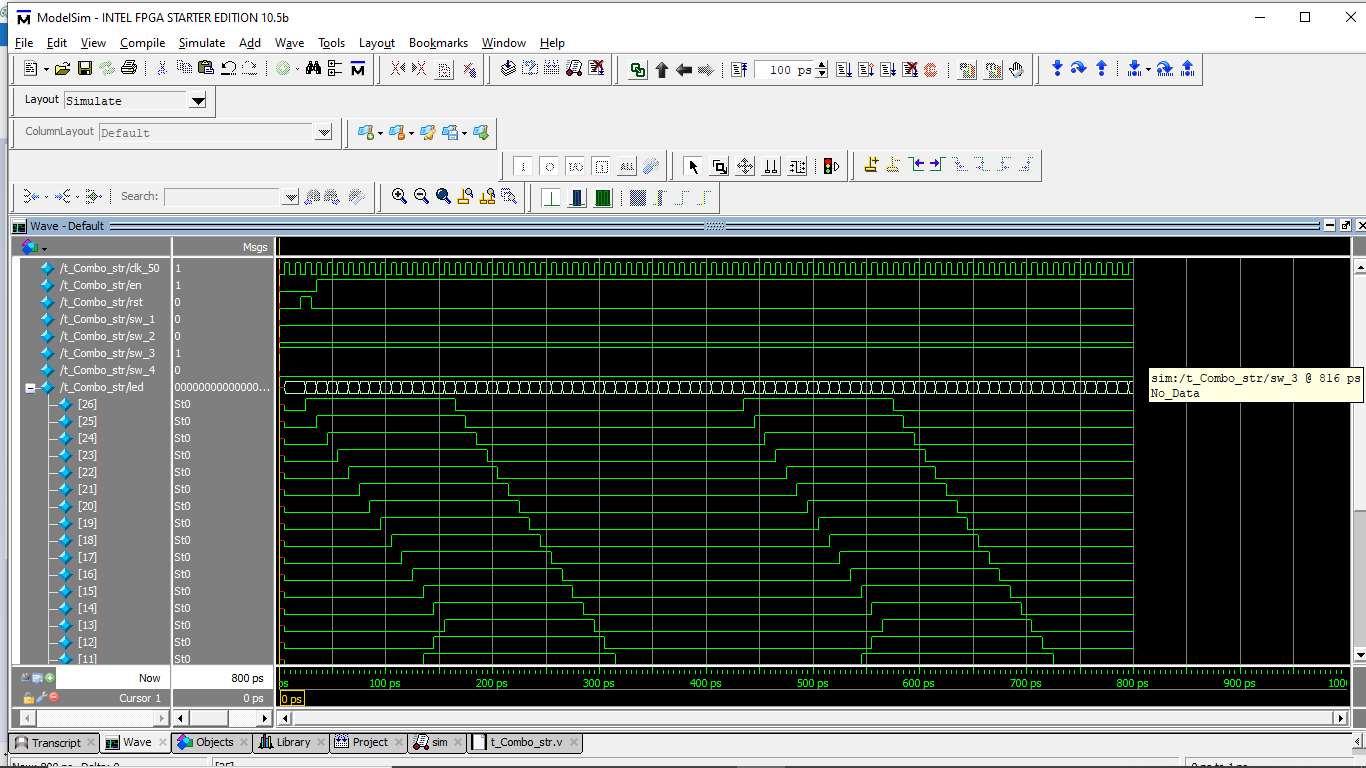 ModelSim - INTEL FPGA STARTER EDITION 10.5b
File Edit View Compile Simulate Add Wave Tools Layout Bookmarks Window Help
100 ps
Layout Simulate
ColumnLayout Default
ALL
Search:
Wave - Default
Msgs
/t_Combo_str/clk_50 1
/t_Combo_str/en 1
/t_Combo_str/rst 0
/t_Combo_str/sw_1 0
/t_Combo_str/sw_2 0
/t_Combo_str/sw_3 1
/t_Combo_str/sw_4 0
/t_Combo_str/led 00000000000000...
[26] St0
[25] St0
[24] St0
[23] St0
[22] St0
[21] St0
[20] St0
[19] St0
[18] St0
[17] St0
[16] St0
[15] St0
[14] St0
[13] St0
[12] St0
[11] St0
sim:/t_Combo_str/sw_3 @ 816 ps
No_Data
Now 800 ps
ps 100 ps 200 ps 300 ps 400 ps 500 ps 600 ps 700 ps 800 ps 900 ps 1000
Cursor 1 0 ps
0 ps
Transcript Wave Objects Library Project sim t_Combo_str.v